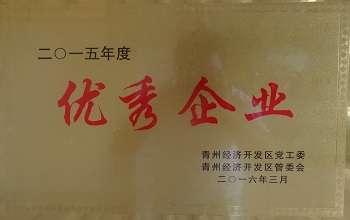 二〇一五年度
优秀企业
青州经济开发区党工委
青州经济开发区管委会
二〇一六年三月